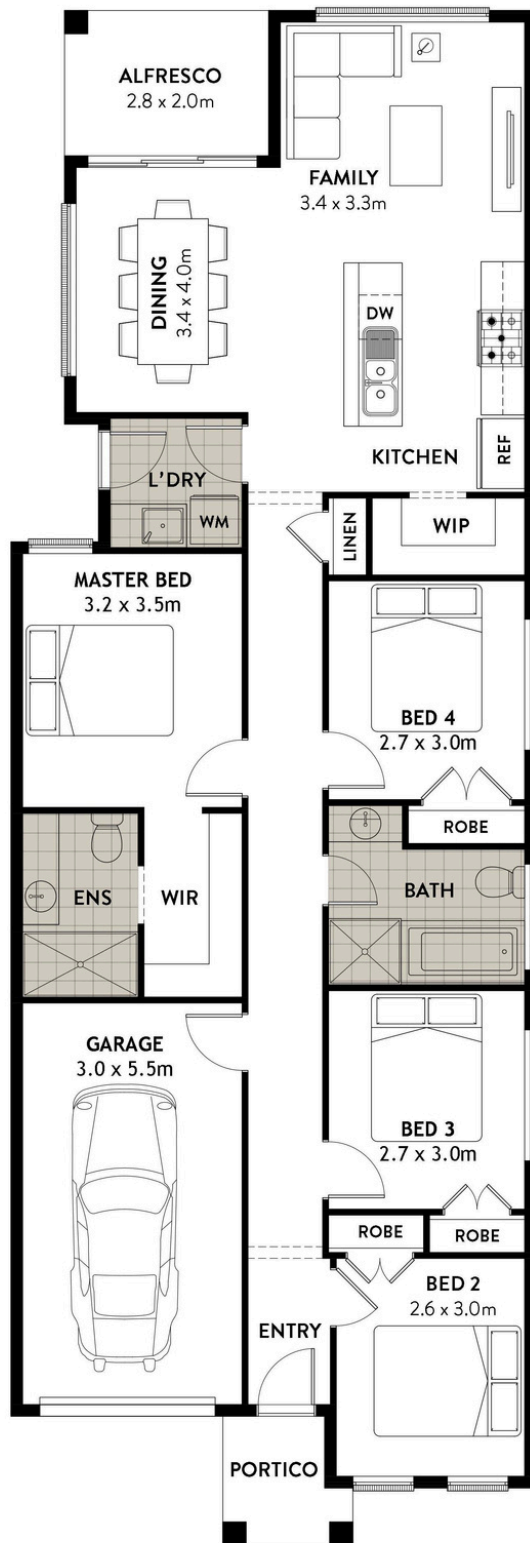 ALFRESCO
2.8 x 2.0m
FAMILY
3.4 x 3.3m
DINING
3.4 x 4.0m
DW
KITCHEN
REF
L'DRY
WM
LINEN
WIP
MASTER BED
3.2 x 3.5m
BED 4
2.7 x 3.0m
ROBE
ENS
WIR
BATH
GARAGE
3.0 x 5.5m
BED 3
2.7 x 3.0m
ROBE
ROBE
BED 2
2.6 x 3.0m
ENTRY
PORTICO